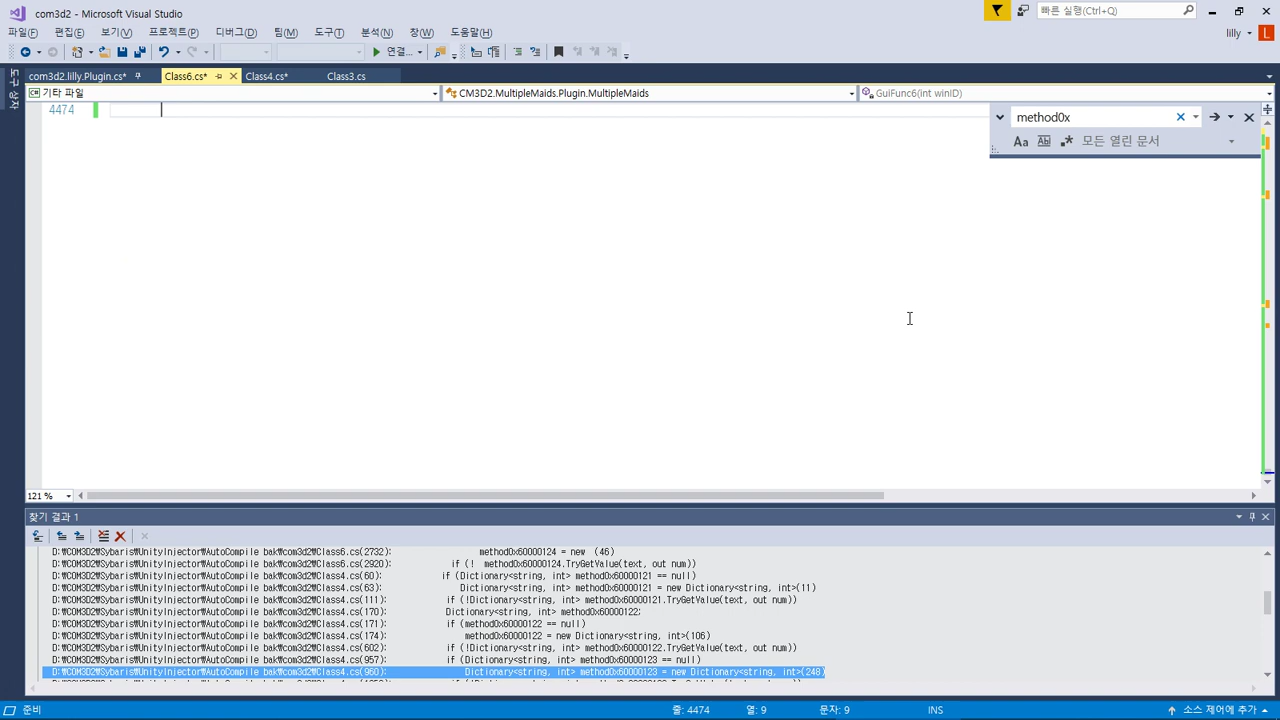 com3d2 - Microsoft Visual Studio
빠른 실행(Ctrl+Q)
파일(F) 편집(E) 보기(V) 프로젝트(P) 디버그(D) 팀(M) 도구(T) 분석(N) 창(W) 도움말(H)
lilly L
연결...
도구 상자
com3d2.lilly.Plugin.cs* Class6.cs* Class4.cs* Class3.cs
기타 파일 CM3D2.MultipleMaids.Plugin.MultipleMaids GuiFunc6(int winID)
4474
method0x
Aa Ab 모든 열린 문서
121 %
찾기 결과 1
D:\COM3D2\Sybaris\UnityInjector\AutoCompile bak\com3d2\Class6.cs(2732): method0x60000124 = new (46)
D:\COM3D2\Sybaris\UnityInjector\AutoCompile bak\com3d2\Class6.cs(2920): if (! method0x60000124.TryGetValue(text, out num))
D:\COM3D2\Sybaris\UnityInjector\AutoCompile bak\com3d2\Class4.cs(60): if (Dictionary<string, int> method0x60000121 == null)
D:\COM3D2\Sybaris\UnityInjector\AutoCompile bak\com3d2\Class4.cs(63): Dictionary<string, int> method0x60000121 = new Dictionary<string, int>(11)
D:\COM3D2\Sybaris\UnityInjector\AutoCompile bak\com3d2\Class4.cs(111): if (!Dictionary<string, int> method0x60000121.TryGetValue(text, out num))
D:\COM3D2\Sybaris\UnityInjector\AutoCompile bak\com3d2\Class4.cs(170): Dictionary<string, int> method0x60000122;
D:\COM3D2\Sybaris\UnityInjector\AutoCompile bak\com3d2\Class4.cs(171): if (method0x60000122 == null)
D:\COM3D2\Sybaris\UnityInjector\AutoCompile bak\com3d2\Class4.cs(174): method0x60000122 = new Dictionary<string, int>(106)
D:\COM3D2\Sybaris\UnityInjector\AutoCompile bak\com3d2\Class4.cs(602): if (!Dictionary<string, int> method0x60000122.TryGetValue(text, out num))
D:\COM3D2\Sybaris\UnityInjector\AutoCompile bak\com3d2\Class4.cs(957): if (Dictionary<string, int> method0x60000123 == null)
D:\COM3D2\Sybaris\UnityInjector\AutoCompile bak\com3d2\Class4.cs(960): Dictionary<string, int> method0x60000123 = new Dictionary<string, int>(248)
준비 줄: 4474 열: 9 문자: 9 INS 소스 제어에 추가